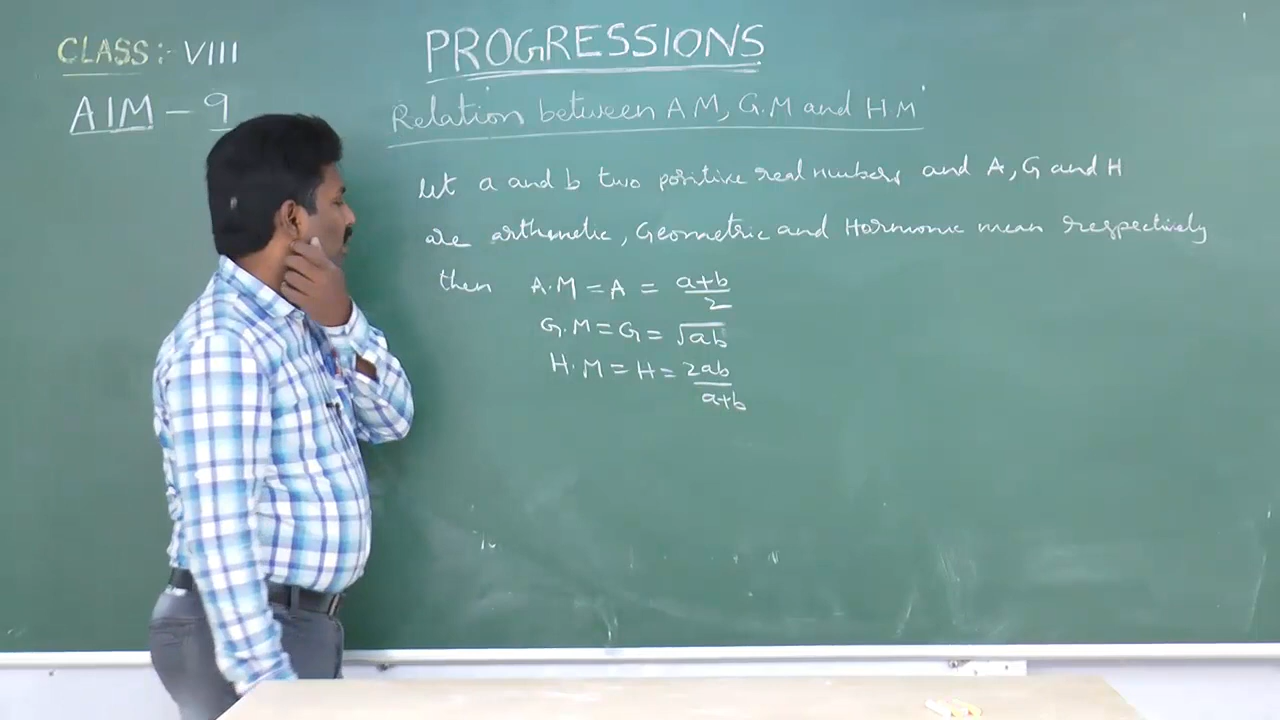 CLASS :- VIII
AIM - 9
PROGRESSIONS
Relation between A M, G.M and H.M
Let a and b two positive real numbers and A, G and H
are arthmetic, Geometric and Harmonic mean respectively
then A.M = A = a+b/2
G.M = G = √ab
H.M = H = 2ab/a+b